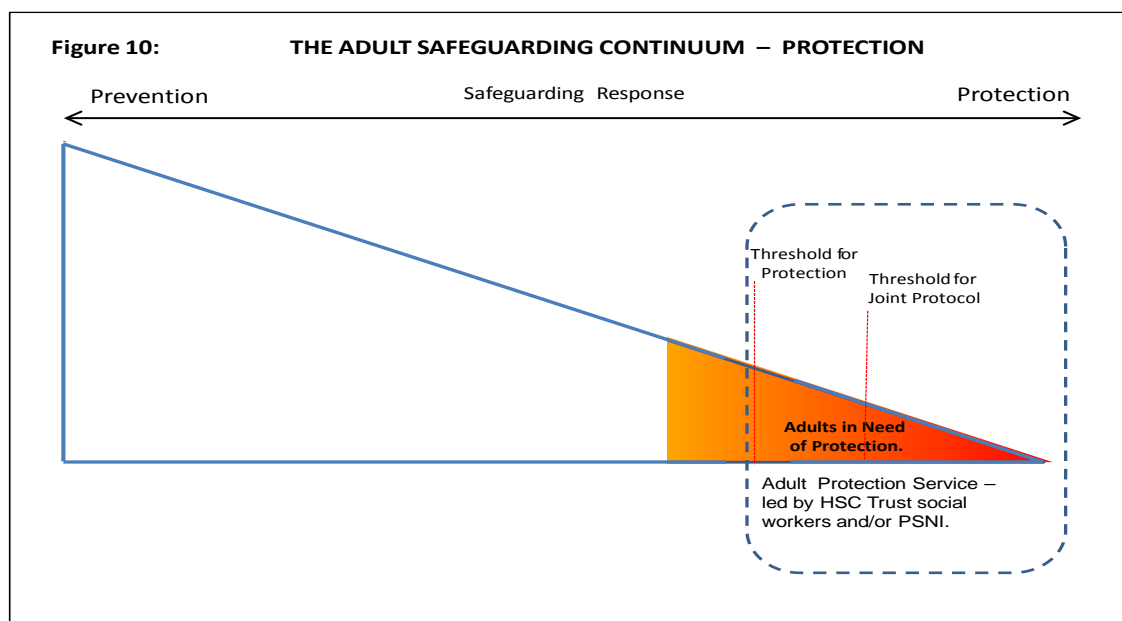 Figure 10: THE ADULT SAFEGUARDING CONTINUUM – PROTECTION
Prevention Safeguarding Response Protection
Threshold for
Protection
Threshold for
Joint Protocol
Adults in Need
of Protection.
Adult Protection Service –
led by HSC Trust social
workers and/or PSNI.